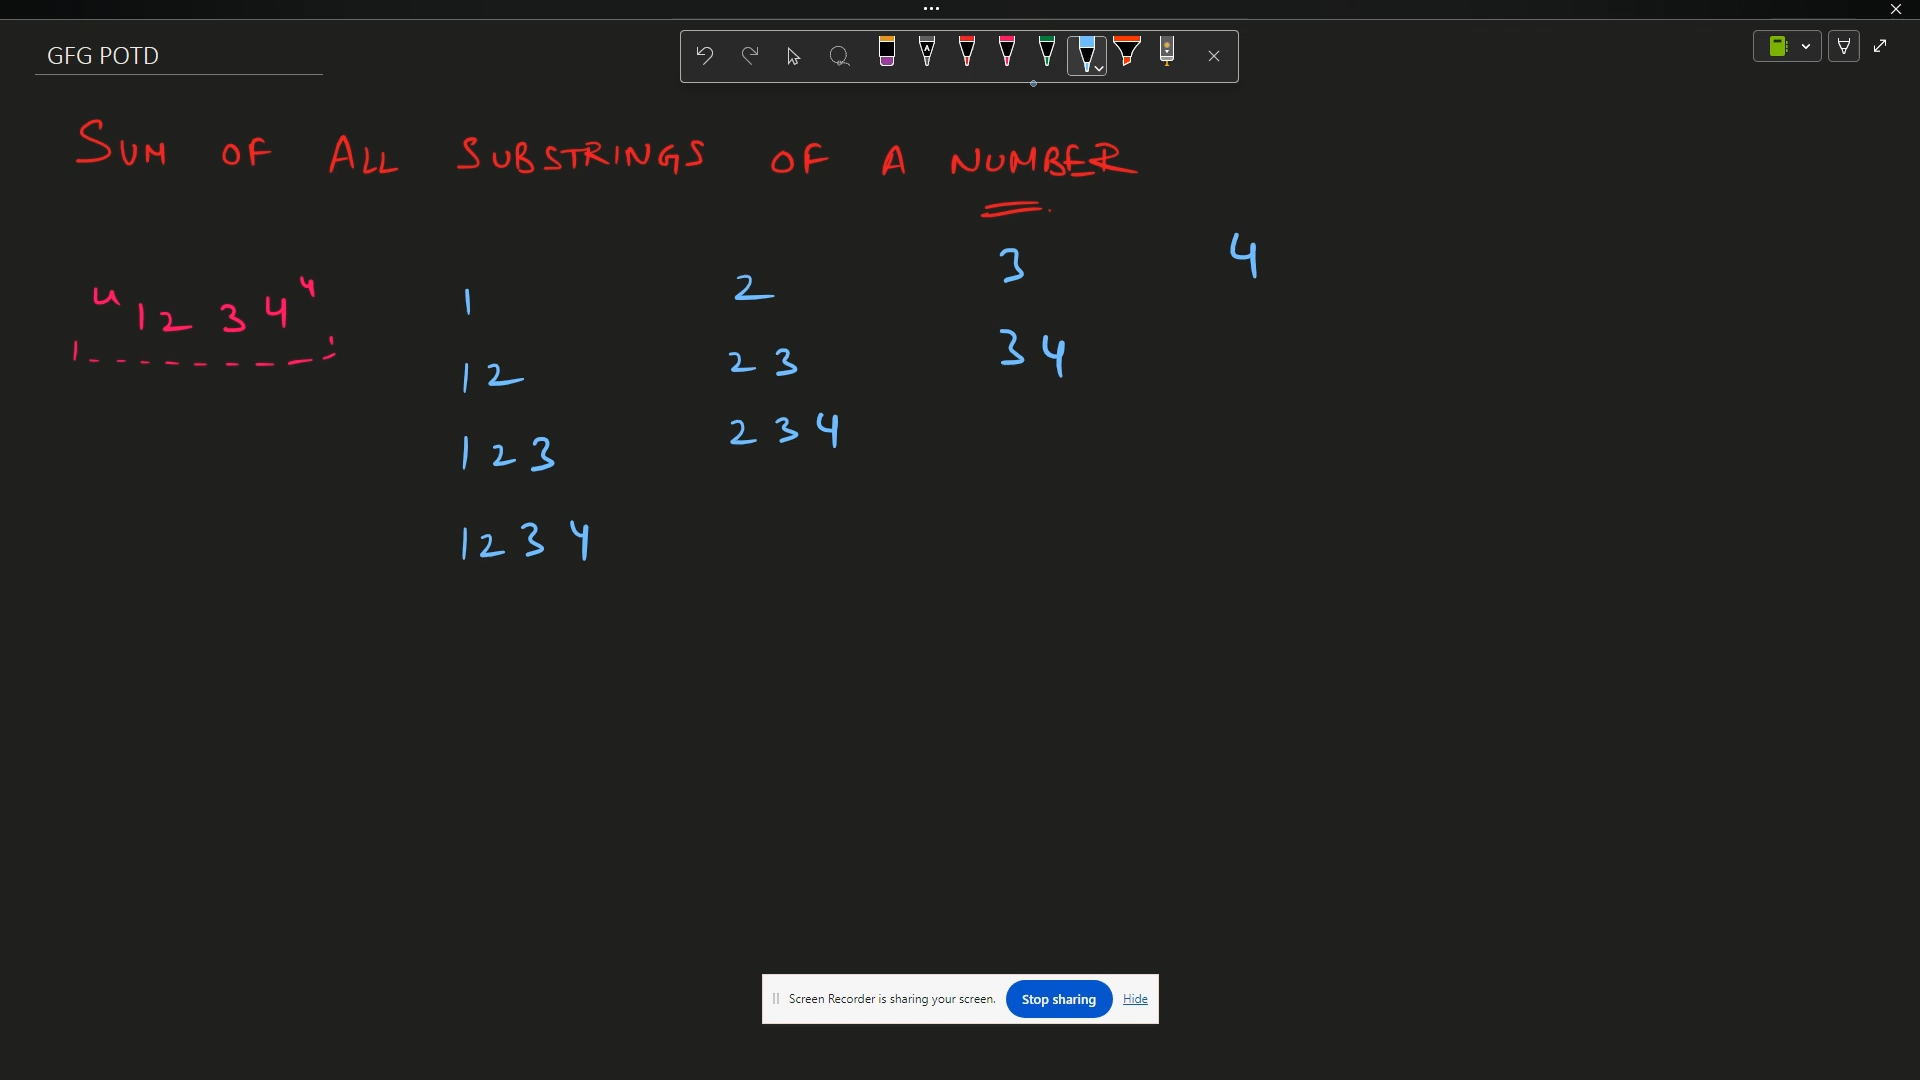 GFG POTD
SUM OF ALL SUBSTRINGS OF A NUMBER
"1234"
1
12
123
1234
2
23
234
3
34
4
Screen Recorder is sharing your screen.
Stop sharing
Hide